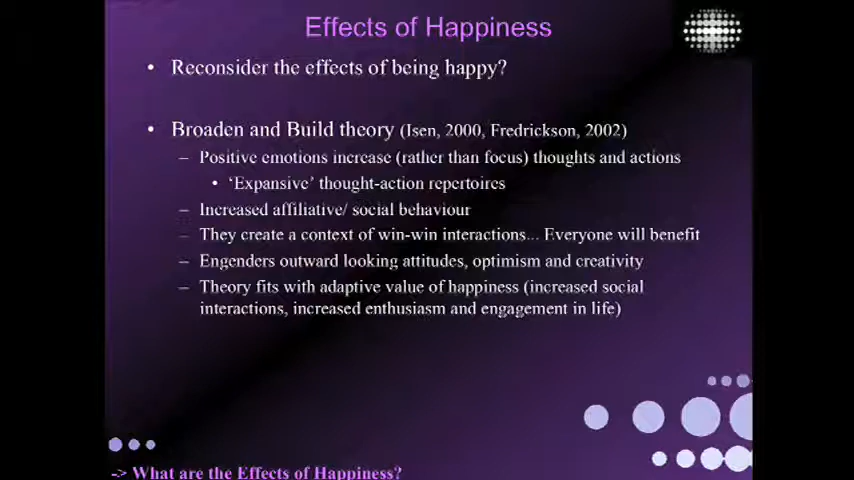 Effects of Happiness
• Reconsider the effects of being happy?
• Broaden and Build theory (Isen, 2000, Fredrickson, 2002)
– Positive emotions increase (rather than focus) thoughts and actions
• ‘Expansive’ thought-action repertoires
– Increased affiliative/ social behaviour
– They create a context of win-win interactions... Everyone will benefit
– Engenders outward looking attitudes, optimism and creativity
– Theory fits with adaptive value of happiness (increased social
interactions, increased enthusiasm and engagement in life)
-> What are the Effects of Happiness?